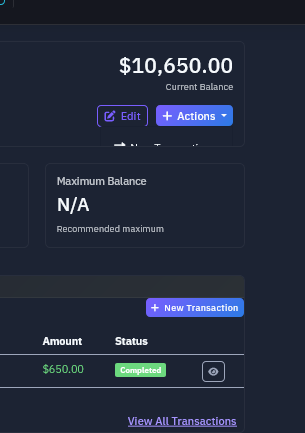 $10,650.00
Current Balance
Edit
+ Actions
Maximum Balance
N/A
Recommended maximum
+ New Transaction
Amount Status
$650.00 Completed
View All Transactions